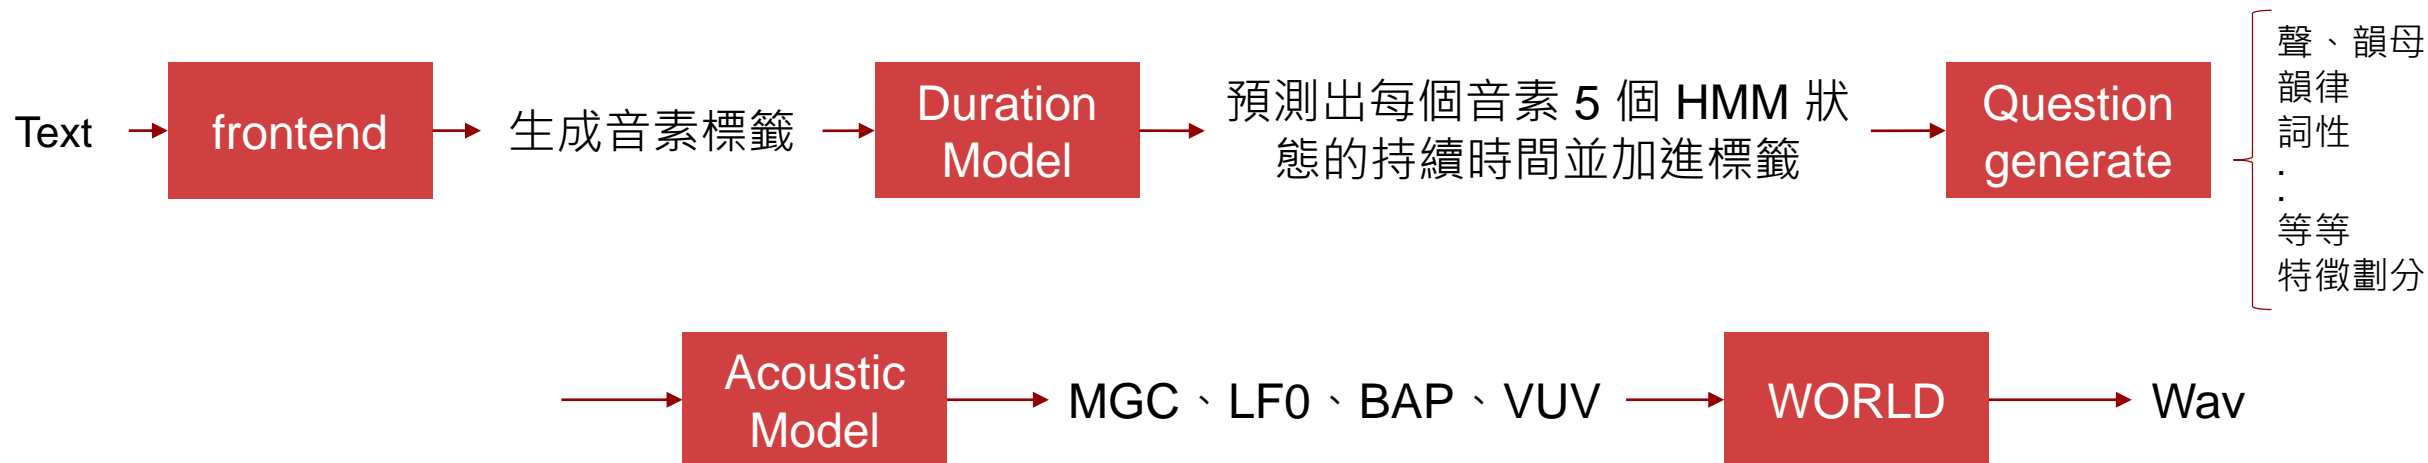 Text
frontend
生成音素標籤
Duration
Model
預測出每個音素 5 個 HMM 狀
態的持續時間並加進標籤
Question
generate
聲、韻母
韻律
詞性
.
.
等等
特徵劃分
Acoustic
Model
MGC、LF0、BAP、VUV
WORLD
Wav